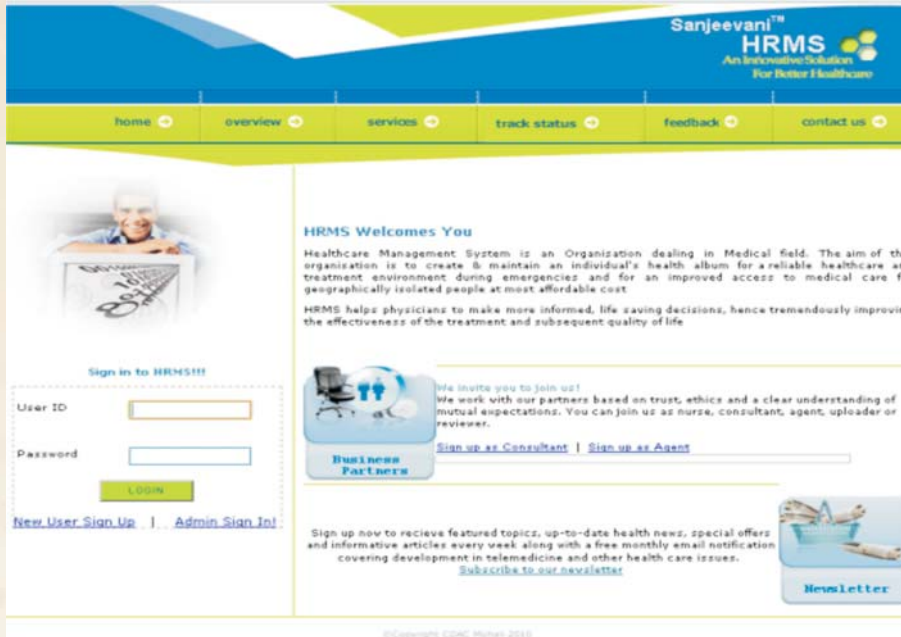 Sanjeevani™
HRMS
An Innovative Solution
For Better Healthcare
home
overview
services
track status
feedback
contact us
HRMS Welcomes You
Healthcare Management System is an Organisation dealing in Medical field. The aim of th
organisation is to create & maintain an individual's health album for a reliable healthcare an
treatment environment during emergencies and for an improved access to medical care f
geographically isolated people at most affordable cost
HRMS helps physicians to make more informed, life saving decisions, hence tremendously improvin
the effectiveness of the treatment and subsequent quality of life
Sign in to HRMS!!!
User ID
Password
LOGIN
New User Sign Up | Admin Sign In!
Business
Partners
We invite you to join us!
We work with our partners based on trust, ethics and a clear understanding of
mutual expectations. You can join us as nurse, consultant, agent, uploader or
reviewer.
Sign up as Consultant | Sign up as Agent
Sign up now to recieve featured topics, up-to-date health news, special offers
and informative articles every week along with a free monthly email notification
covering development in telemedicine and other health care issues.
Subscribe to our newsletter
Newsletter
©Copyright CDAC Mohali 2010